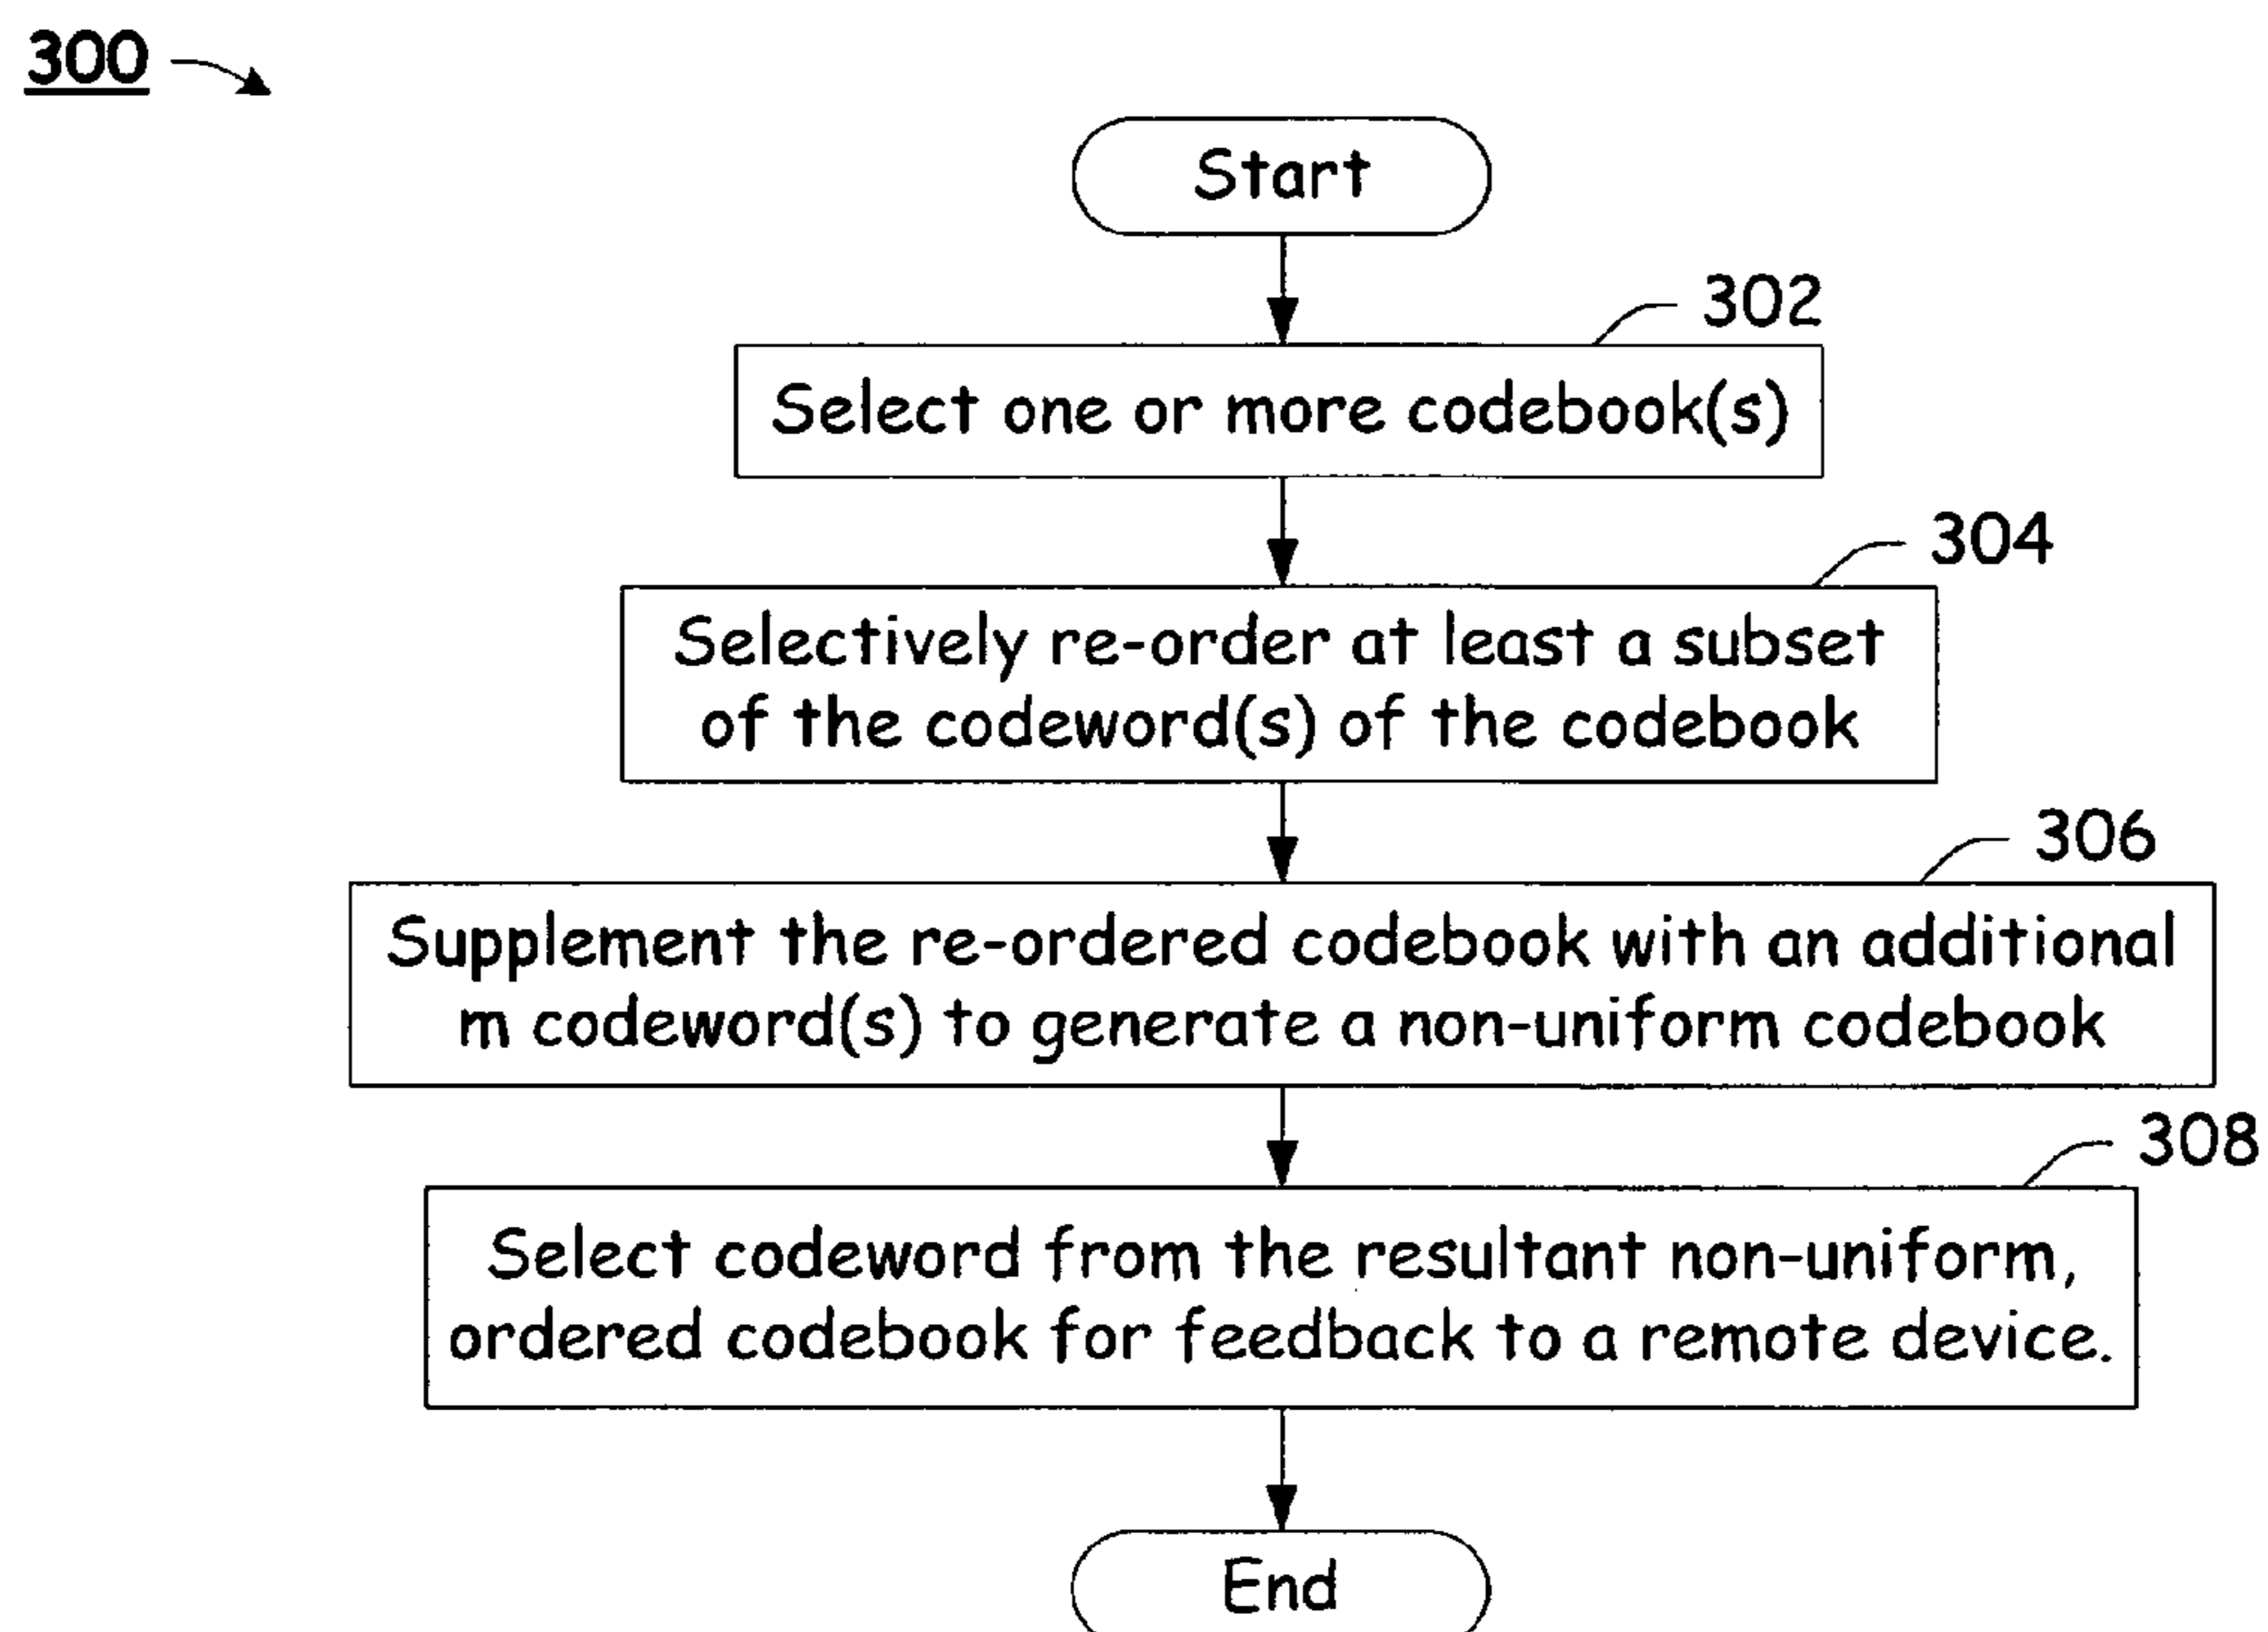 300
Start
302
Select one or more codebook(s)
304
Selectively re-order at least a subset
of the codeword(s) of the codebook
306
Supplement the re-ordered codebook with an additional
m codeword(s) to generate a non-uniform codebook
308
Select codeword from the resultant non-uniform,
ordered codebook for feedback to a remote device.
End